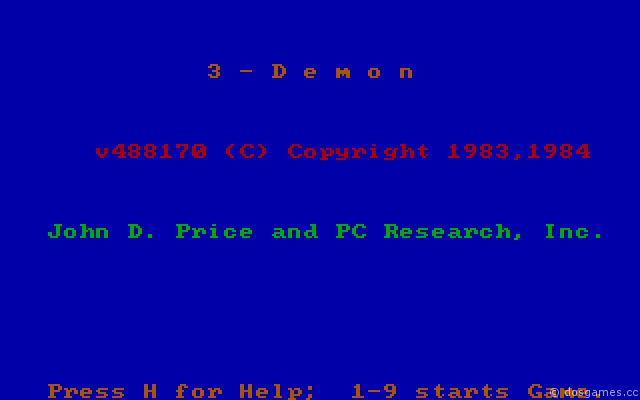 3 - D e m o n
v488170 (C) Copyright 1983,1984
John D. Price and PC Research, Inc.
Press H for Help;  1-9 starts Game.
© dosgames.cc